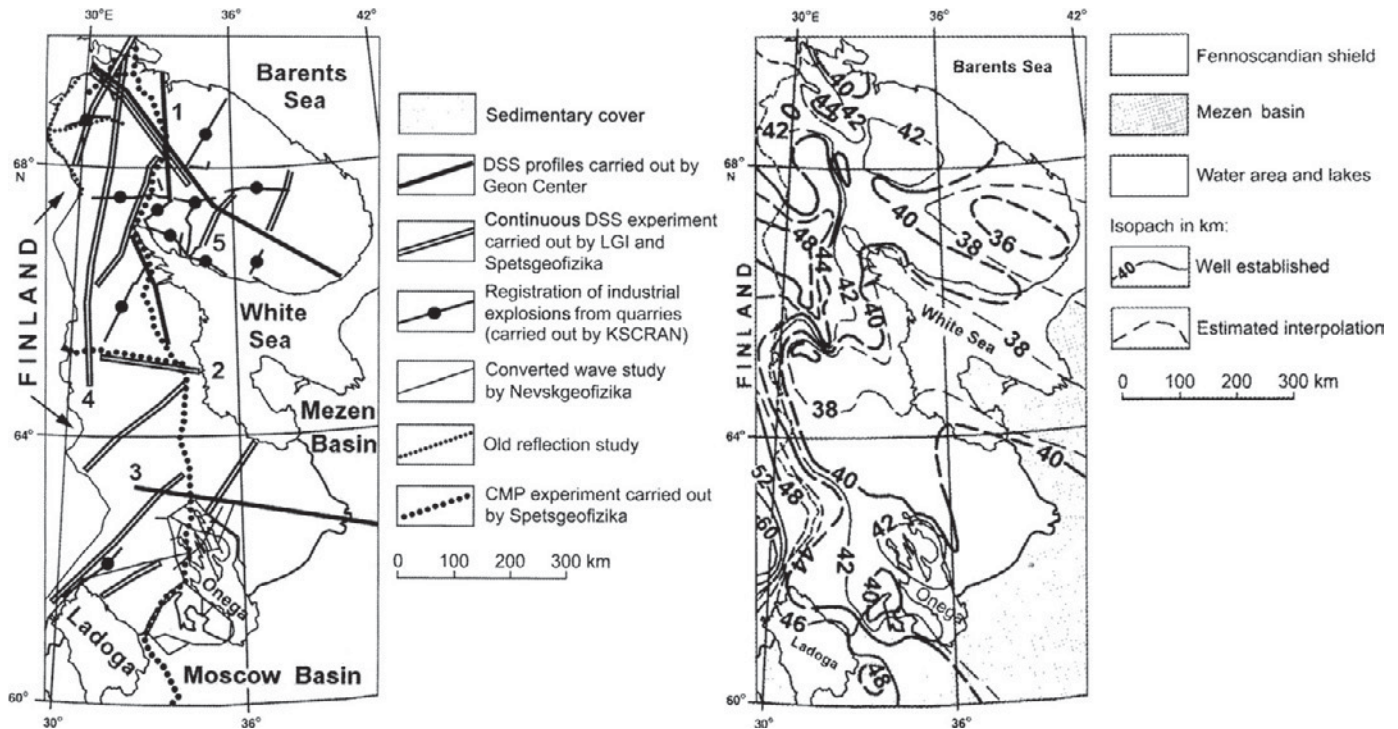 30°E
36°
42°
Barents
Sea
1
68°
N
5
FINLAND
White
Sea
2
4
Mezen
Basin
64°
3
Onega
Ladoga
Moscow Basin
60°
30°
36°
Sedimentary cover
DSS profiles carried out by
Geon Center
Continuous DSS experiment
carried out by LGI and
Spetsgeofizika
Registration of industrial
explosions from quarries
(carried out by KSCRAN)
Converted wave study
by Nevskgeofizika
Old reflection study
CMP experiment carried out
by Spetsgeofizika
0 100 200 300 km
30°E
36°
42°
Barents Sea
40
44
42
42
42
68°
N
40
38
36
48
44
42
40
FINLAND
White Sea
38
38
64°
40
40
52
48
60
44
42
42
40
Onega
46
Ladoga
48
60°
30°
36°
Fennoscandian shield
Mezen basin
Water area and lakes
Isopach in km:
40
Well established
Estimated interpolation
0 100 200 300 km